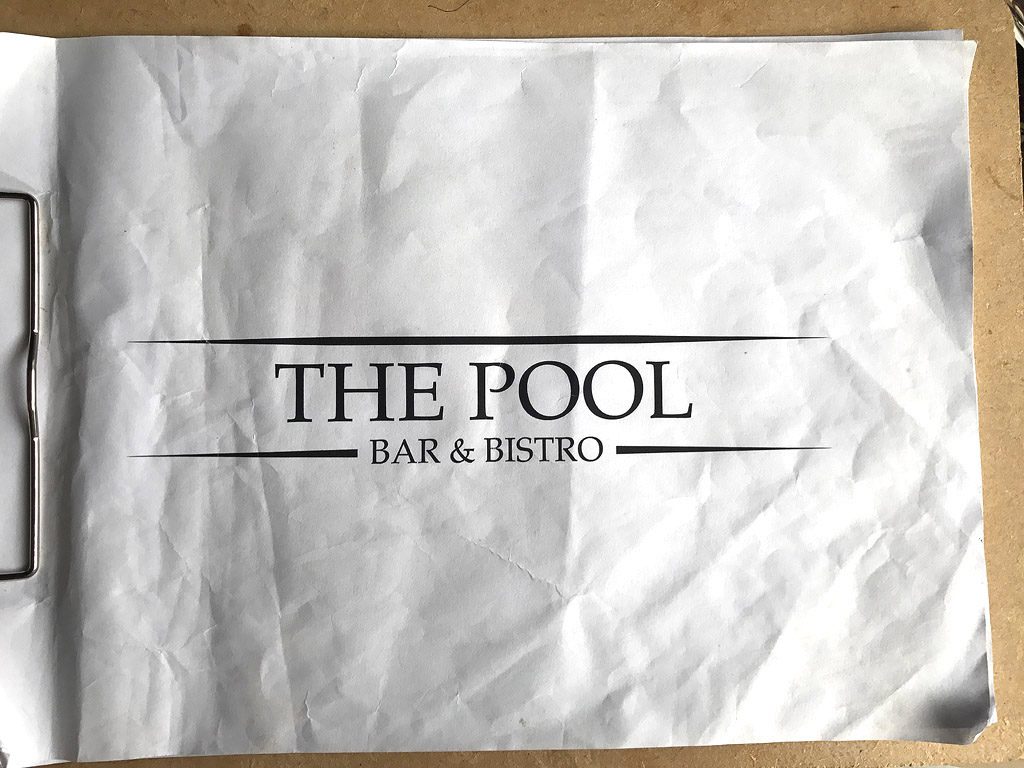 THE POOL
BAR & BISTRO